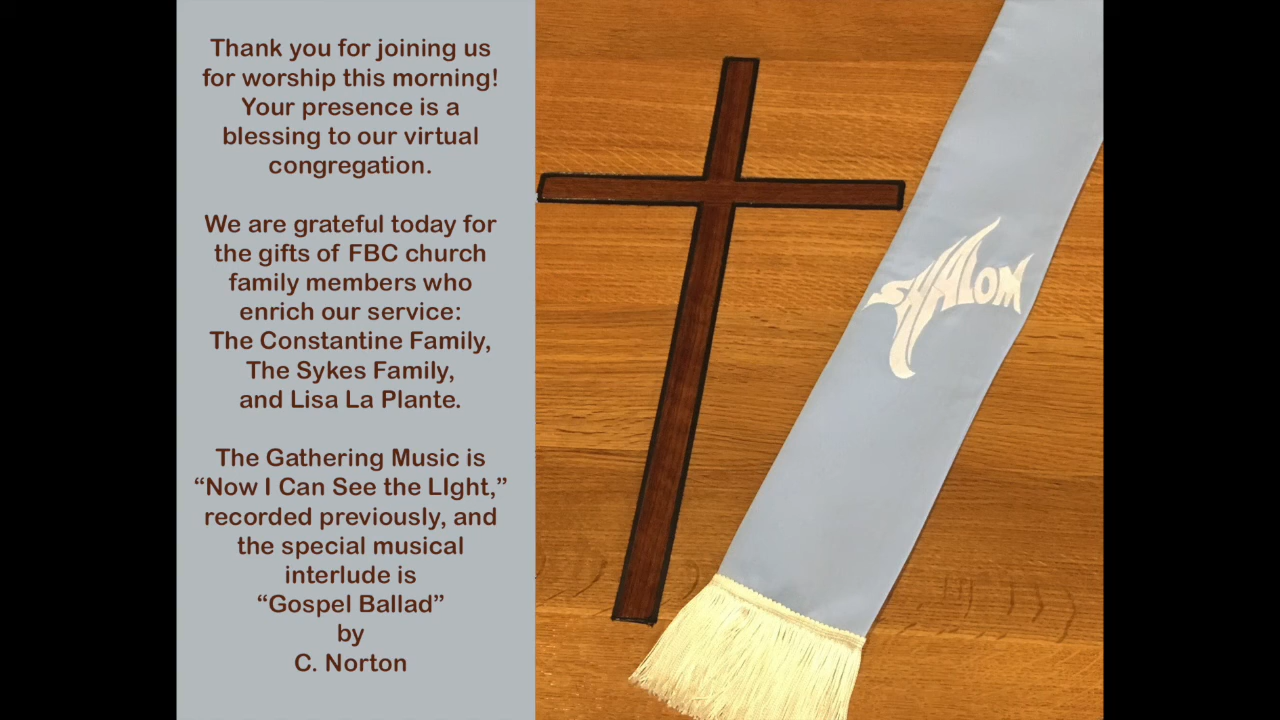 Thank you for joining us
for worship this morning!
Your presence is a
blessing to our virtual
congregation.
We are grateful today for
the gifts of FBC church
family members who
enrich our service:
The Constantine Family,
The Sykes Family,
and Lisa La Plante.
The Gathering Music is
“Now I Can See the LIght,”
recorded previously, and
the special musical
interlude is
“Gospel Ballad”
by
C. Norton
SHALOM